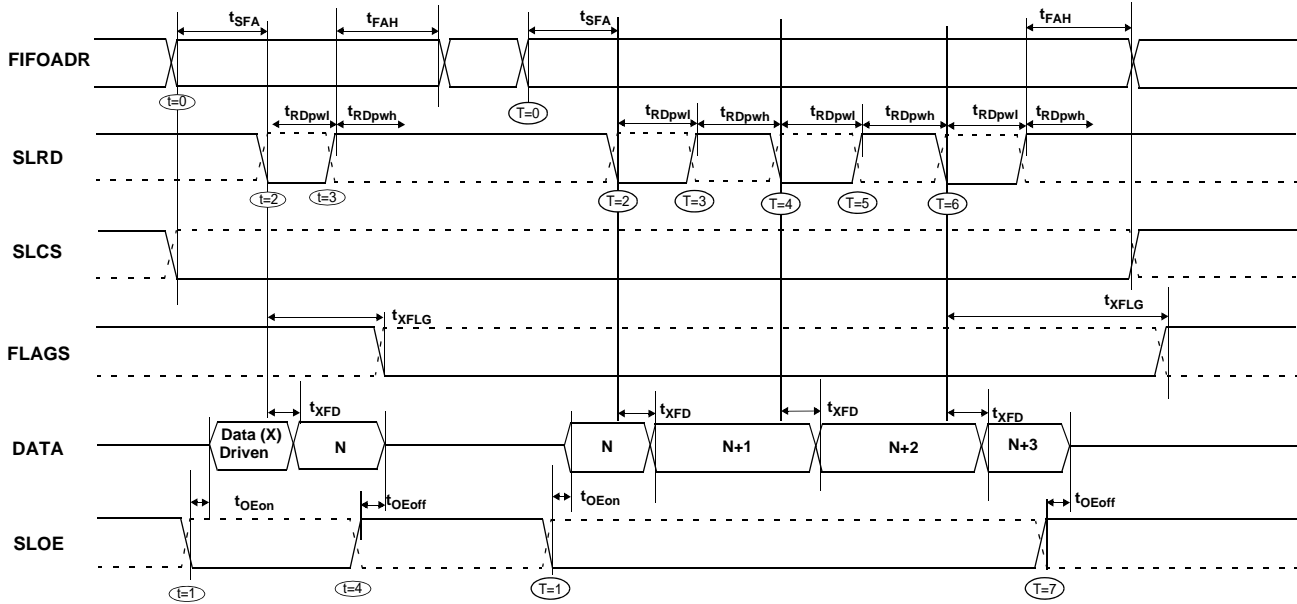 tSFA tFAH tSFA tFAH
FIFOADR
t=0 T=0
tRDpwl tRDpwh tRDpwl tRDpwh tRDpwl tRDpwh tRDpwl tRDpwh
SLRD
t=2 t=3 T=2 T=3 T=4 T=5 T=6
SLCS
tXFLG tXFLG
FLAGS
tXFD tXFD tXFD tXFD
DATA Data (X) Driven N N N+1 N+2 N+3
tOEon tOEoff tOEon tOEoff
SLOE
t=1 t=4 T=1 T=7